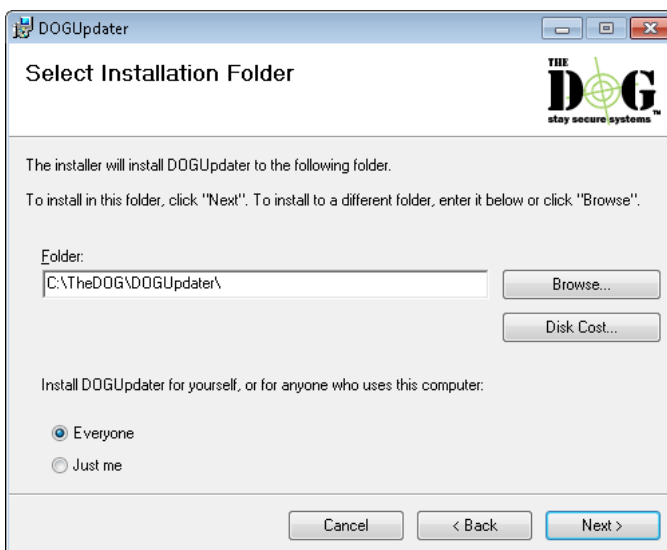 DOGUpdater
Select Installation Folder
THE
DOG
stay secure systems™
The installer will install DOGUpdater to the following folder.
To install in this folder, click "Next". To install to a different folder, enter it below or click "Browse".
Folder:
C:\TheDOG\DOGUpdater\
Browse...
Disk Cost...
Install DOGUpdater for yourself, or for anyone who uses this computer:
Everyone
Just me
Cancel
< Back
Next >